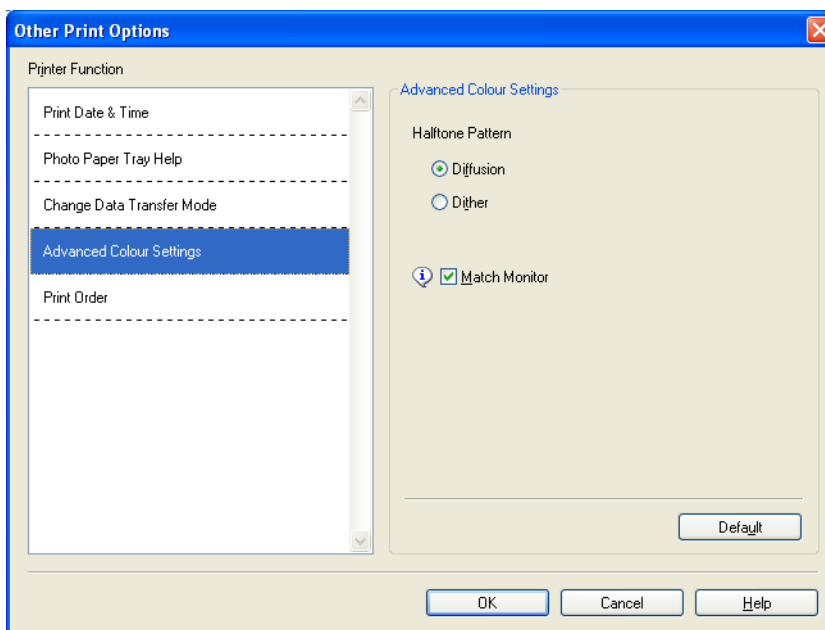 Other Print Options
Printer Function
Print Date & Time
Photo Paper Tray Help
Change Data Transfer Mode
Advanced Colour Settings
Print Order
Advanced Colour Settings
Halftone Pattern
Diffusion
Dither
Match Monitor
Default
OK Cancel Help